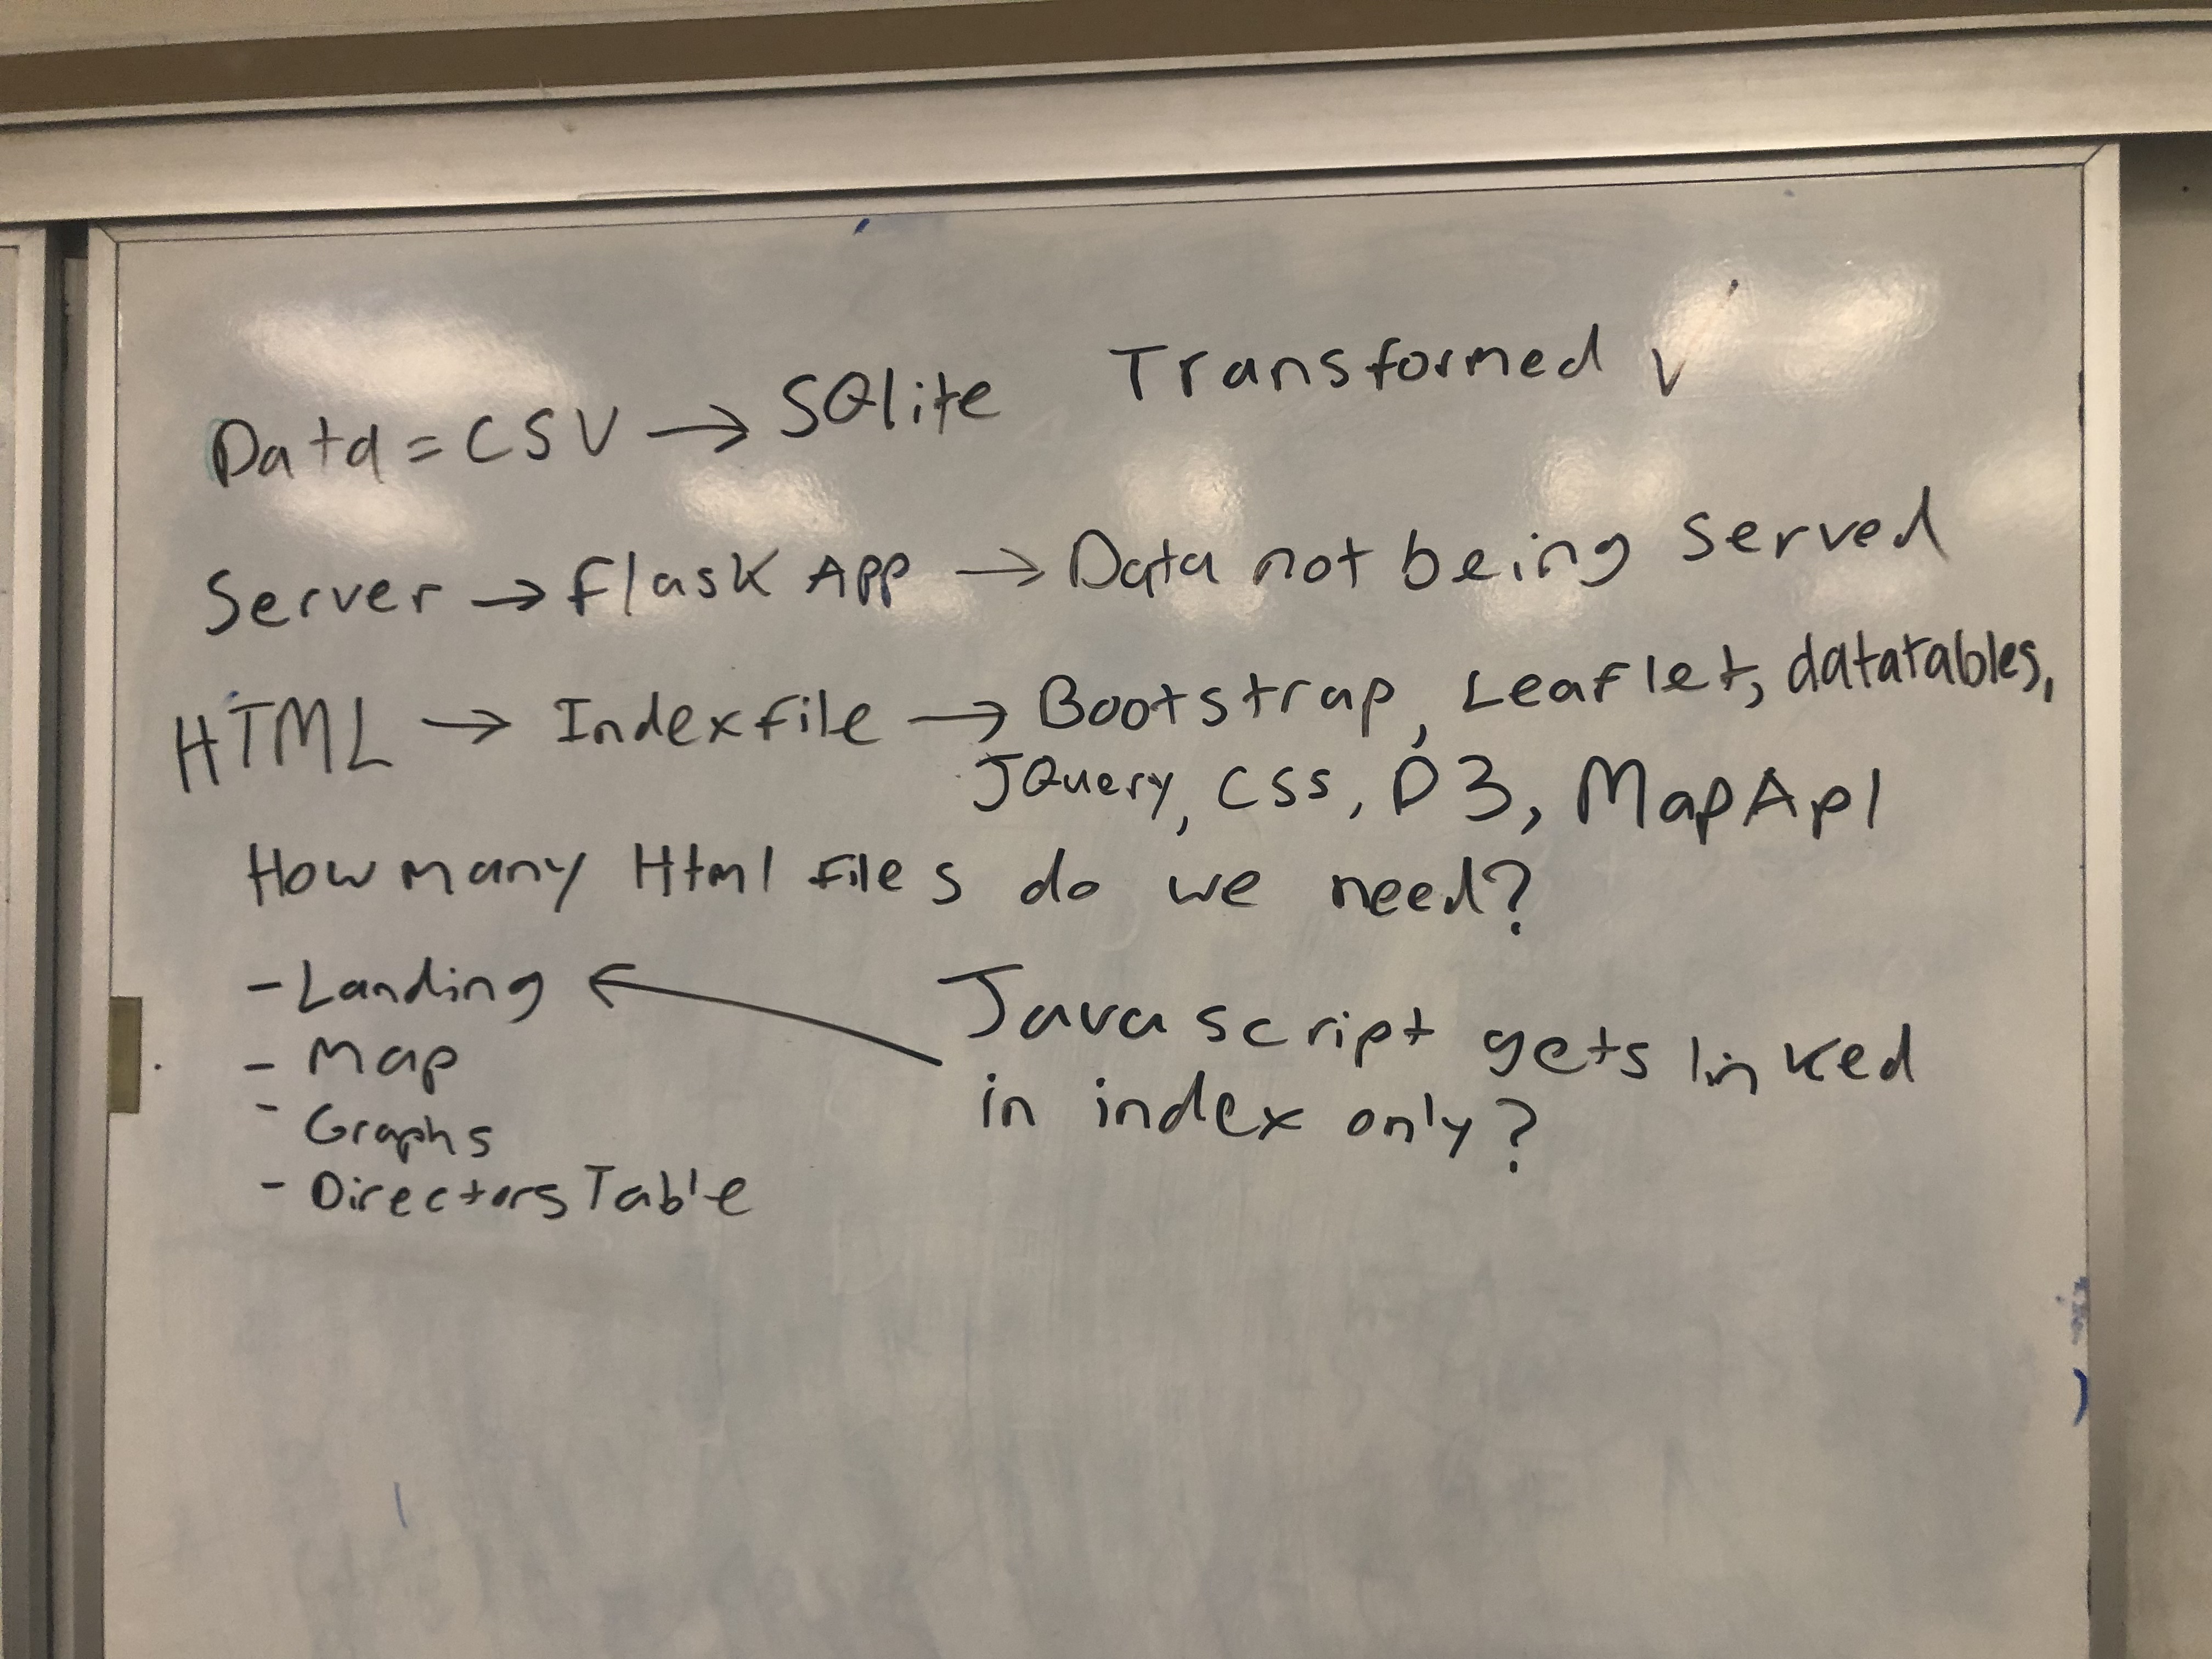 Data = CSV → SQlite Transformed ✓
Server → flask App → Data not being served
HTML → Indexfile → Bootstrap, Leaflet, datatables,
JQuery, CSS, D3, MapApI
How many Html files do we need?
- Landing ←
Javascript gets linked
- Map
in index only?
- Graphs
- Directors Table